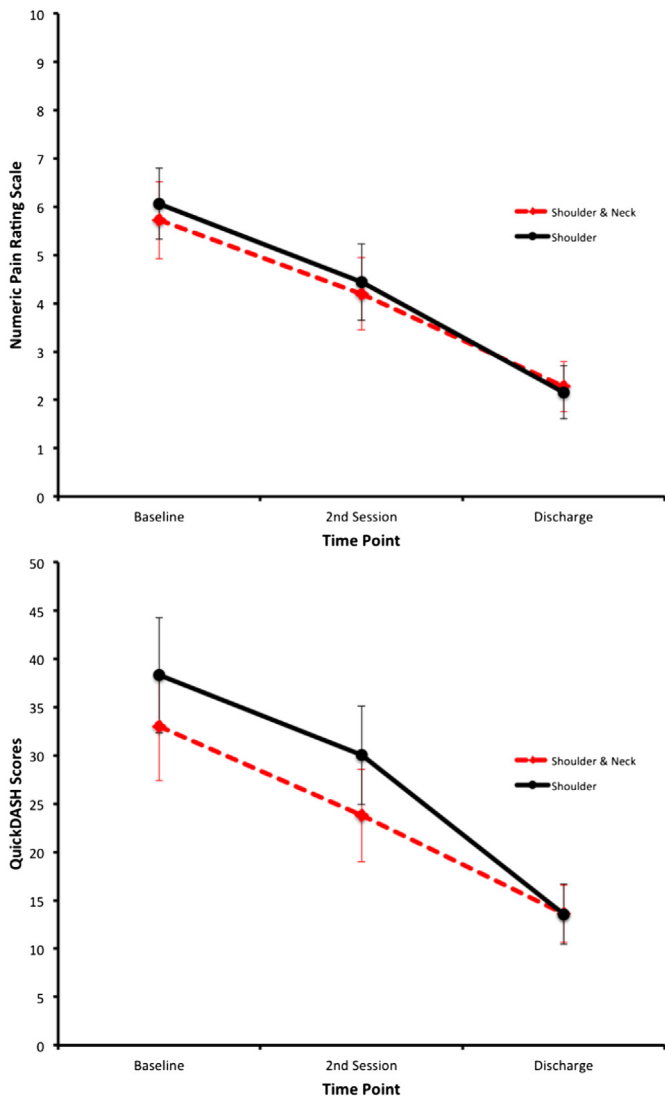 10
9
8
7
6
5
4
3
2
1
0
Numeric Pain Rating Scale
Shoulder & Neck
Shoulder
Baseline
2nd Session
Discharge
Time Point
50
45
40
35
30
25
20
15
10
5
0
QuickDASH Scores
Shoulder & Neck
Shoulder
Baseline
2nd Session
Discharge
Time Point